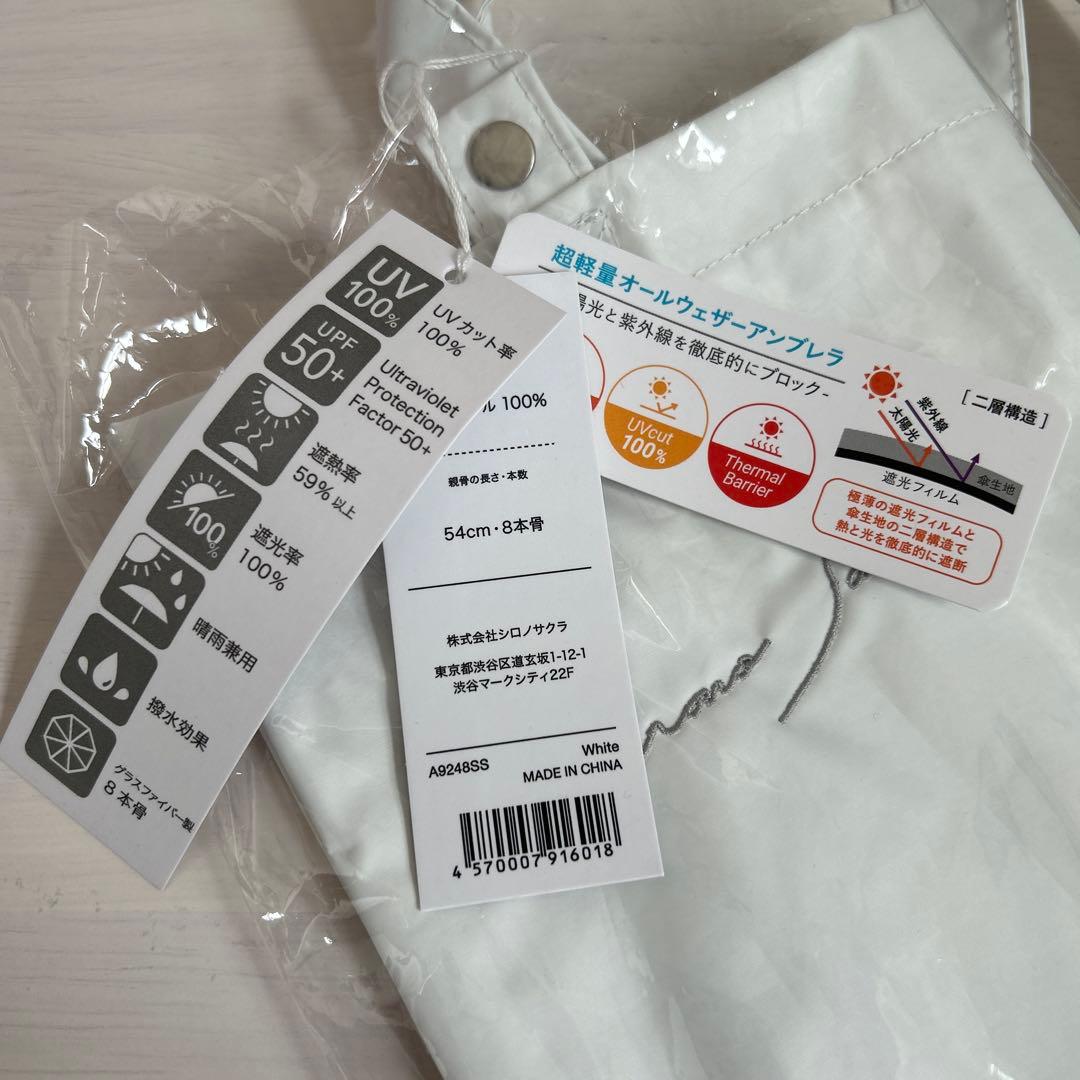 UV
100%
UVカット率
100%
UPF
50+
Ultraviolet
Protection
Factor 50+
遮熱率
59% 以上
100%
遮光率
100%
晴雨兼用
撥水効果
グラスファイバー製
8本骨
ル 100%
親骨の長さ・本数
54cm・8本骨
株式会社シロノサクラ
東京都渋谷区道玄坂1-12-1
渋谷マークシティ22F
A9248SS
White
MADE IN CHINA
4 570007 916018
超軽量オールウェザーアンブレラ
陽光と紫外線を徹底的にブロック-
UVcut
100%
Thermal
Barrier
[二層構造]
紫外線
太陽光
遮光フィルム
傘生地
極薄の遮光フィルムと
傘生地の二層構造で
熱と光を徹底的に遮断